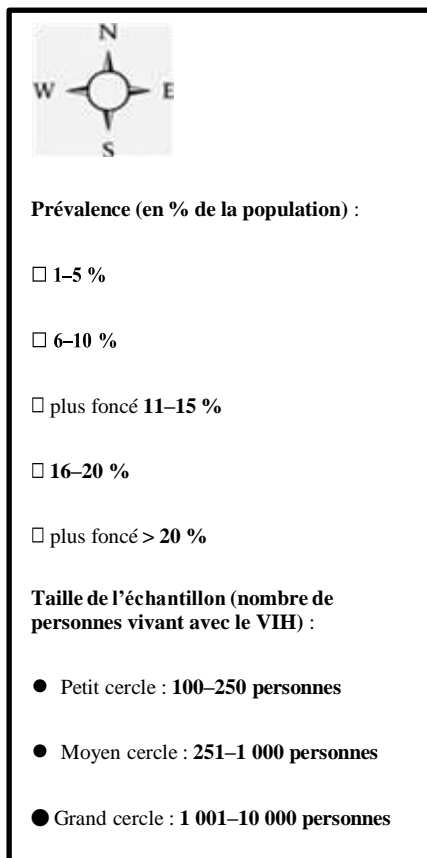 N
W E
S
Prévalence (en % de la population) :
□ 1–5 %
□ 6–10 %
□ plus foncé 11–15 %
□ 16–20 %
□ plus foncé > 20 %
Taille de l’échantillon (nombre de
personnes vivant avec le VIH) :
● Petit cercle : 100–250 personnes
● Moyen cercle : 251–1 000 personnes
● Grand cercle : 1 001–10 000 personnes